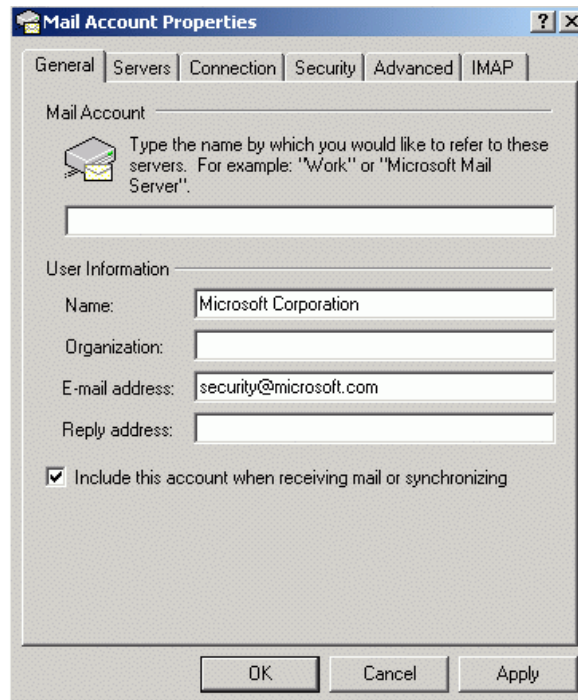 Mail Account Properties
General Servers Connection Security Advanced IMAP
Mail Account
Type the name by which you would like to refer to these
servers. For example: "Work" or "Microsoft Mail
Server".
User Information
Name: Microsoft Corporation
Organization:
E-mail address: security@microsoft.com
Reply address:
Include this account when receiving mail or synchronizing
OK Cancel Apply